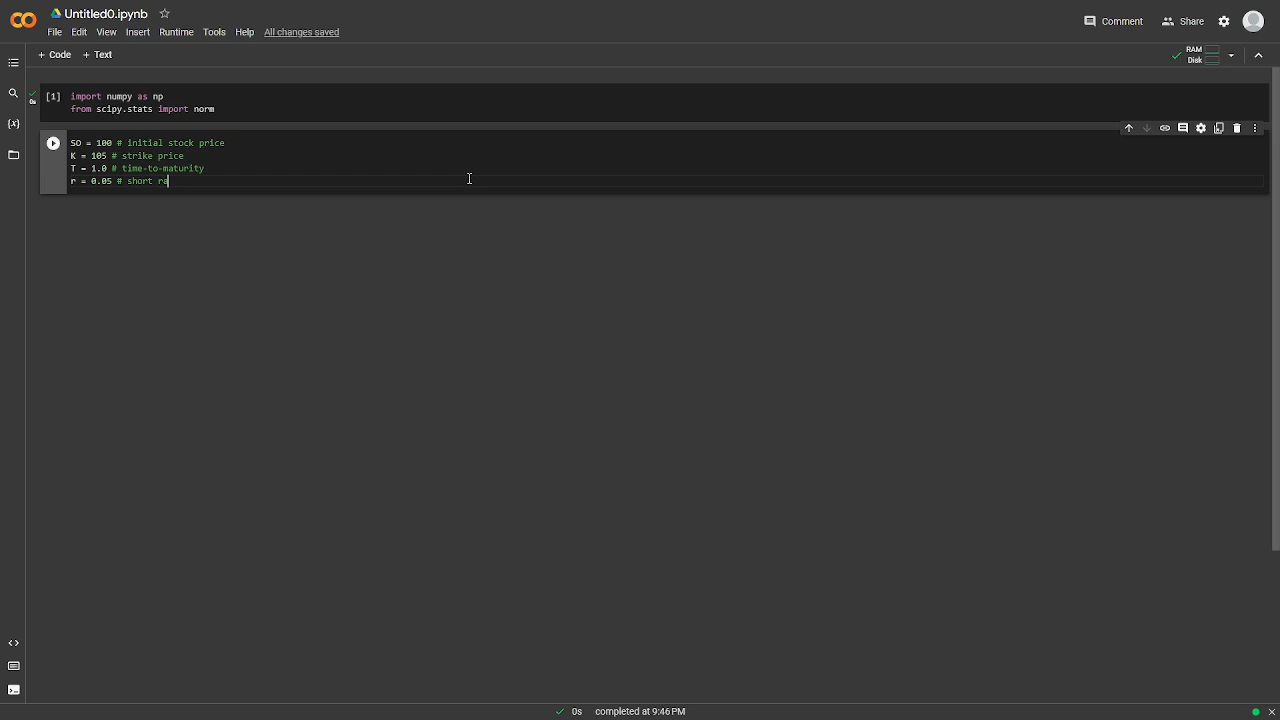 Untitled0.ipynb
File Edit View Insert Runtime Tools Help All changes saved
Comment Share
+ Code + Text
RAM
Disk
[1] import numpy as np
0s
from scipy.stats import norm
S0 = 100 # initial stock price
K = 105 # strike price
T = 1.0 # time-to-maturity
r = 0.05 # short ra
0s completed at 9:46 PM